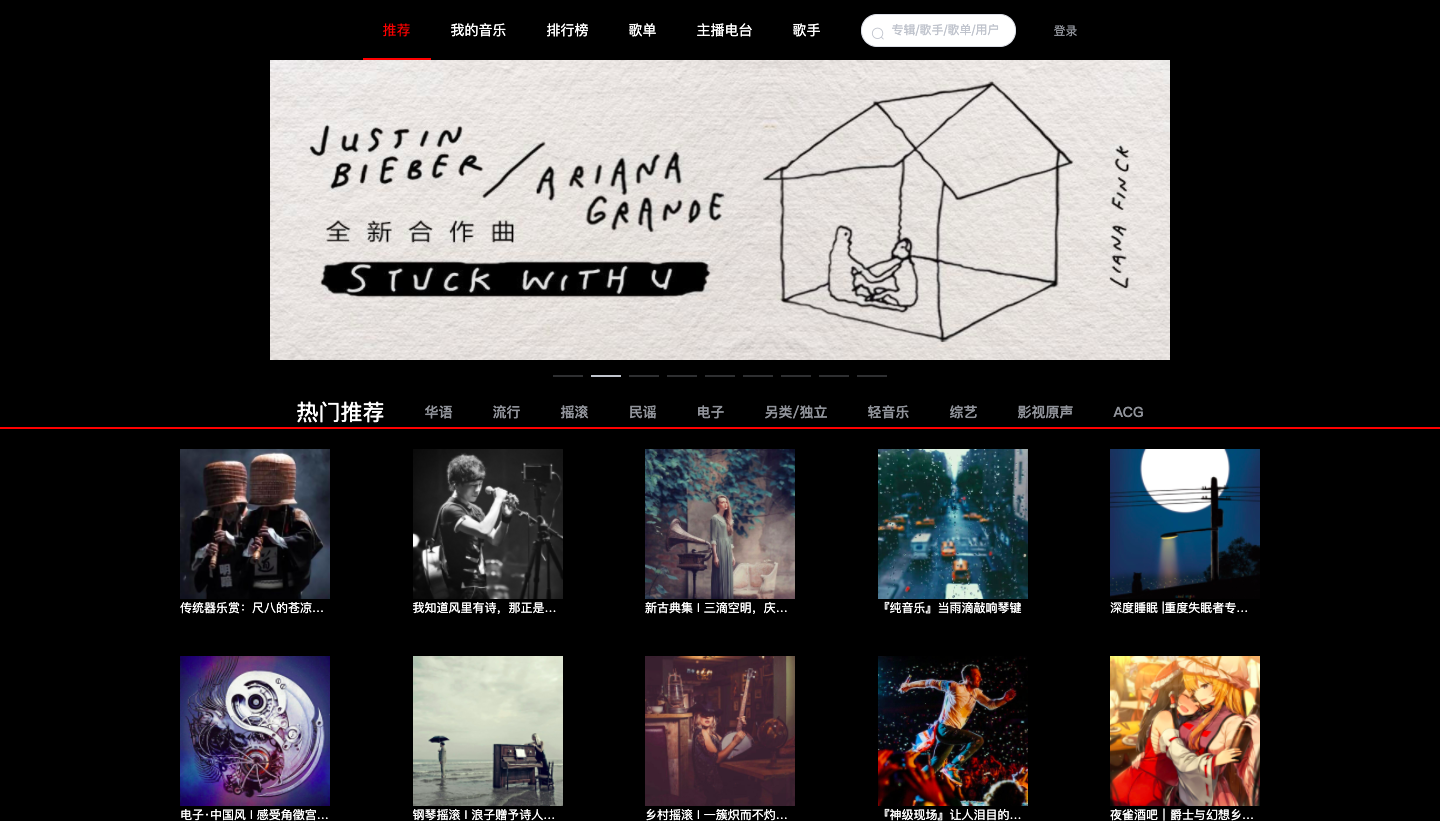 推荐 我的音乐 排行榜 歌单 主播电台 歌手 专辑/歌手/歌单/用户 登录
JUSTIN
BIEBER / ARIANA
GRANDE
全新合作曲
STUCK WITH U
LIANA FINCK
热门推荐 华语 流行 摇滚 民谣 电子 另类/独立 轻音乐 综艺 影视原声 ACG
明暗
传统器乐赏：尺八的苍凉...
我知道风里有诗，那正是...
新古典集 | 三滴空明，庆...
『纯音乐』当雨滴敲响琴键
深度睡眠 |重度失眠者专...
电子·中国风 | 感受角徵宫...
钢琴摇滚 | 浪子赠予诗人...
乡村摇滚 | 一簇炽而不灼...
『神级现场』让人泪目的...
夜雀酒吧｜爵士与幻想乡...